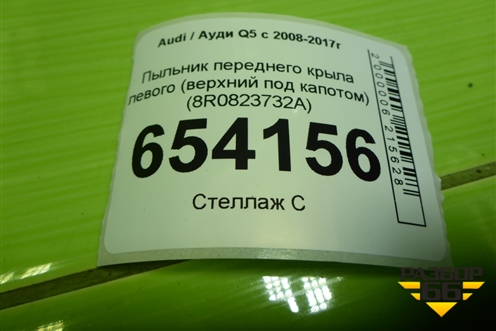 Audi / Ауди Q5 с 2008-2017г
Пыльник переднего крыла
левого (верхний под капотом)
(8R0823732A)
654156
Стеллаж С
2000006215628
РАЗБОР
66